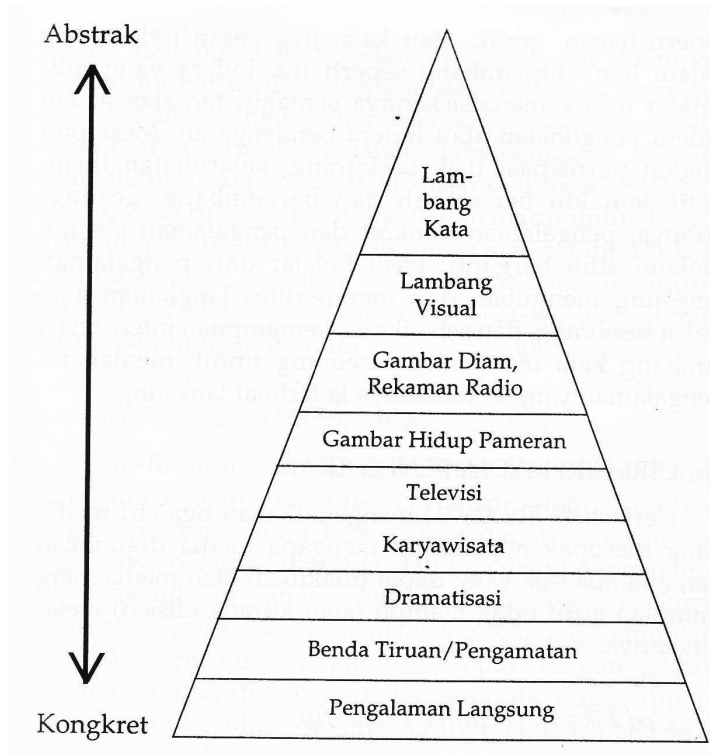 Abstrak
Lam-
bang
Kata
Lambang
Visual
Gambar Diam,
Rekaman Radio
Gambar Hidup Pameran
Televisi
Karyawisata
Dramatisasi
Benda Tiruan/Pengamatan
Pengalaman Langsung
Kongkret